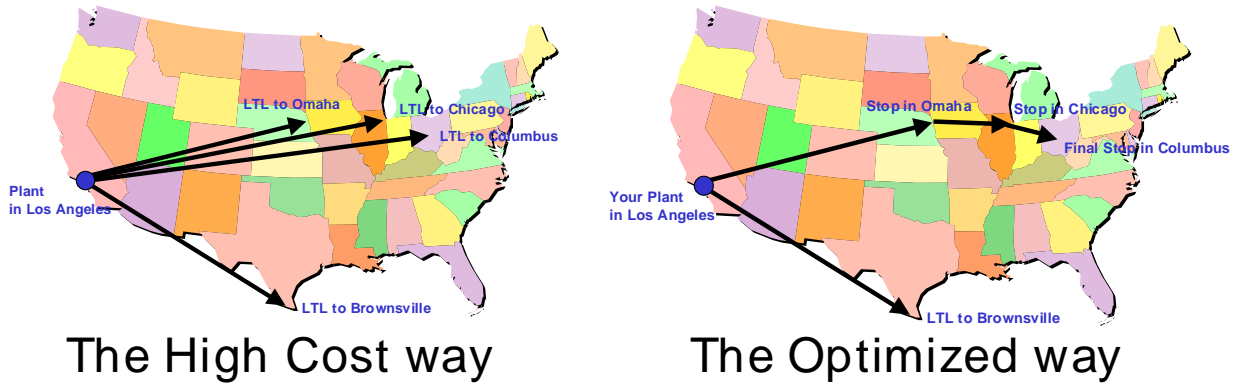 LTL to Omaha
LTL to Chicago
LTL to Columbus
Plant
in Los Angeles
LTL to Brownsville
The High Cost way
Stop in Omaha
Stop in Chicago
Final Stop in Columbus
Your Plant
in Los Angeles
LTL to Brownsville
The Optimized way